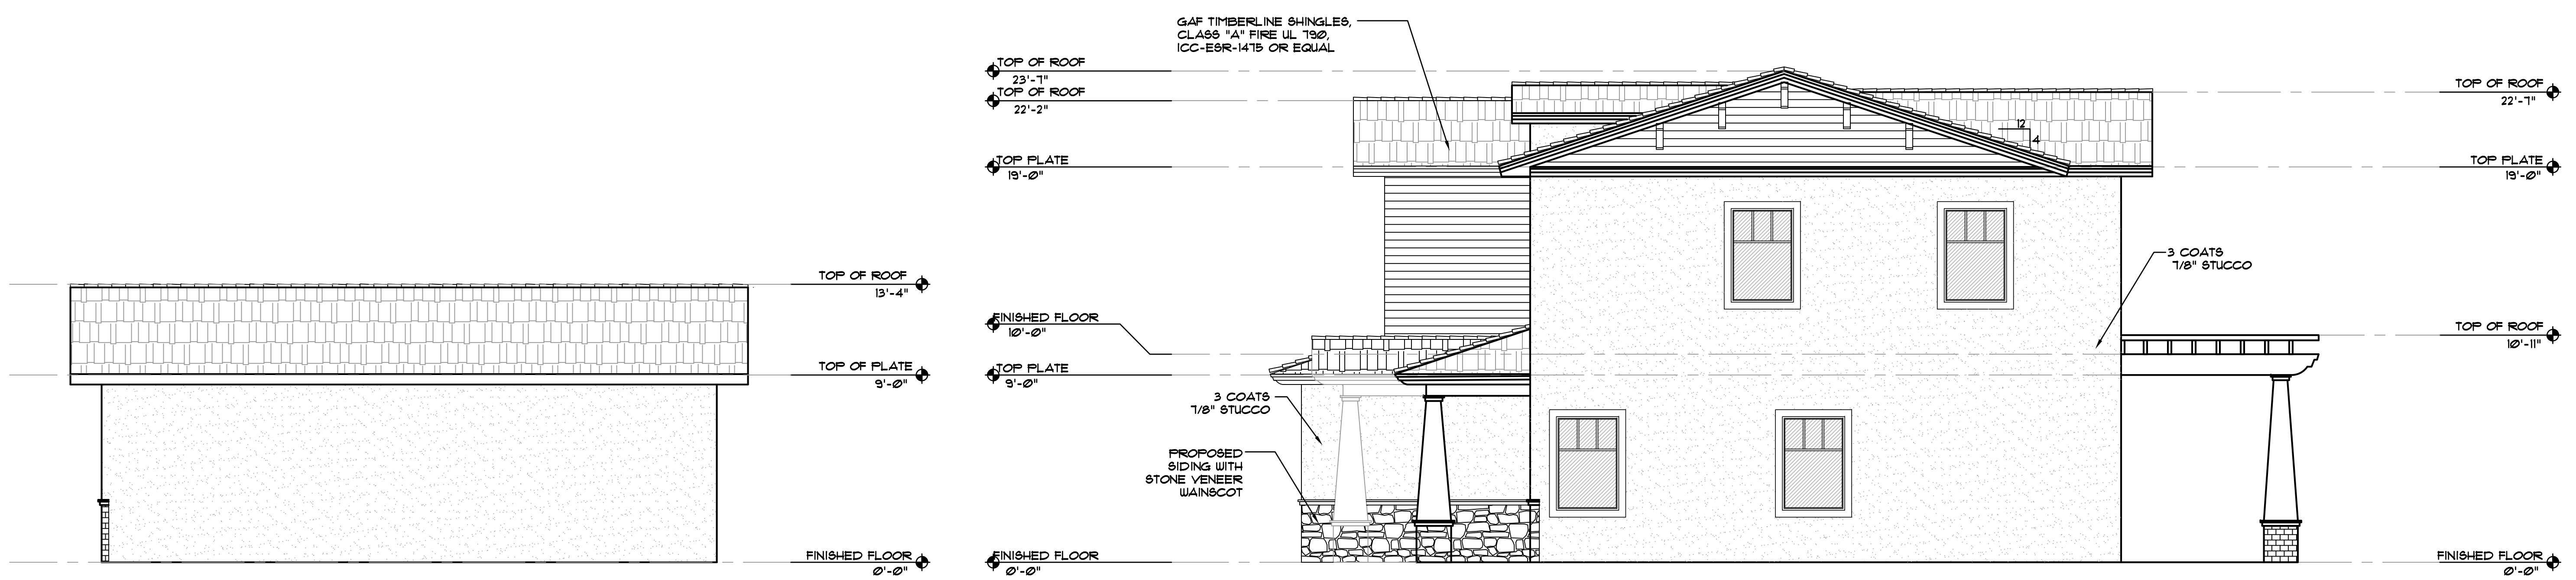 GAF TIMBERLINE SHINGLES,
CLASS "A" FIRE UL 790,
ICC-ESR-1475 OR EQUAL
TOP OF ROOF
23'-7"
TOP OF ROOF
22'-2"
TOP PLATE
19'-0"
FINISHED FLOOR
10'-0"
TOP PLATE
9'-0"
3 COATS
7/8" STUCCO
PROPOSED
SIDING WITH
STONE VENEER
WAINSCOT
FINISHED FLOOR
0'-0"
TOP OF ROOF
13'-4"
TOP OF PLATE
9'-0"
FINISHED FLOOR
0'-0"
12
4
3 COATS
7/8" STUCCO
TOP OF ROOF
22'-7"
TOP PLATE
19'-0"
TOP OF ROOF
10'-11"
FINISHED FLOOR
0'-0"